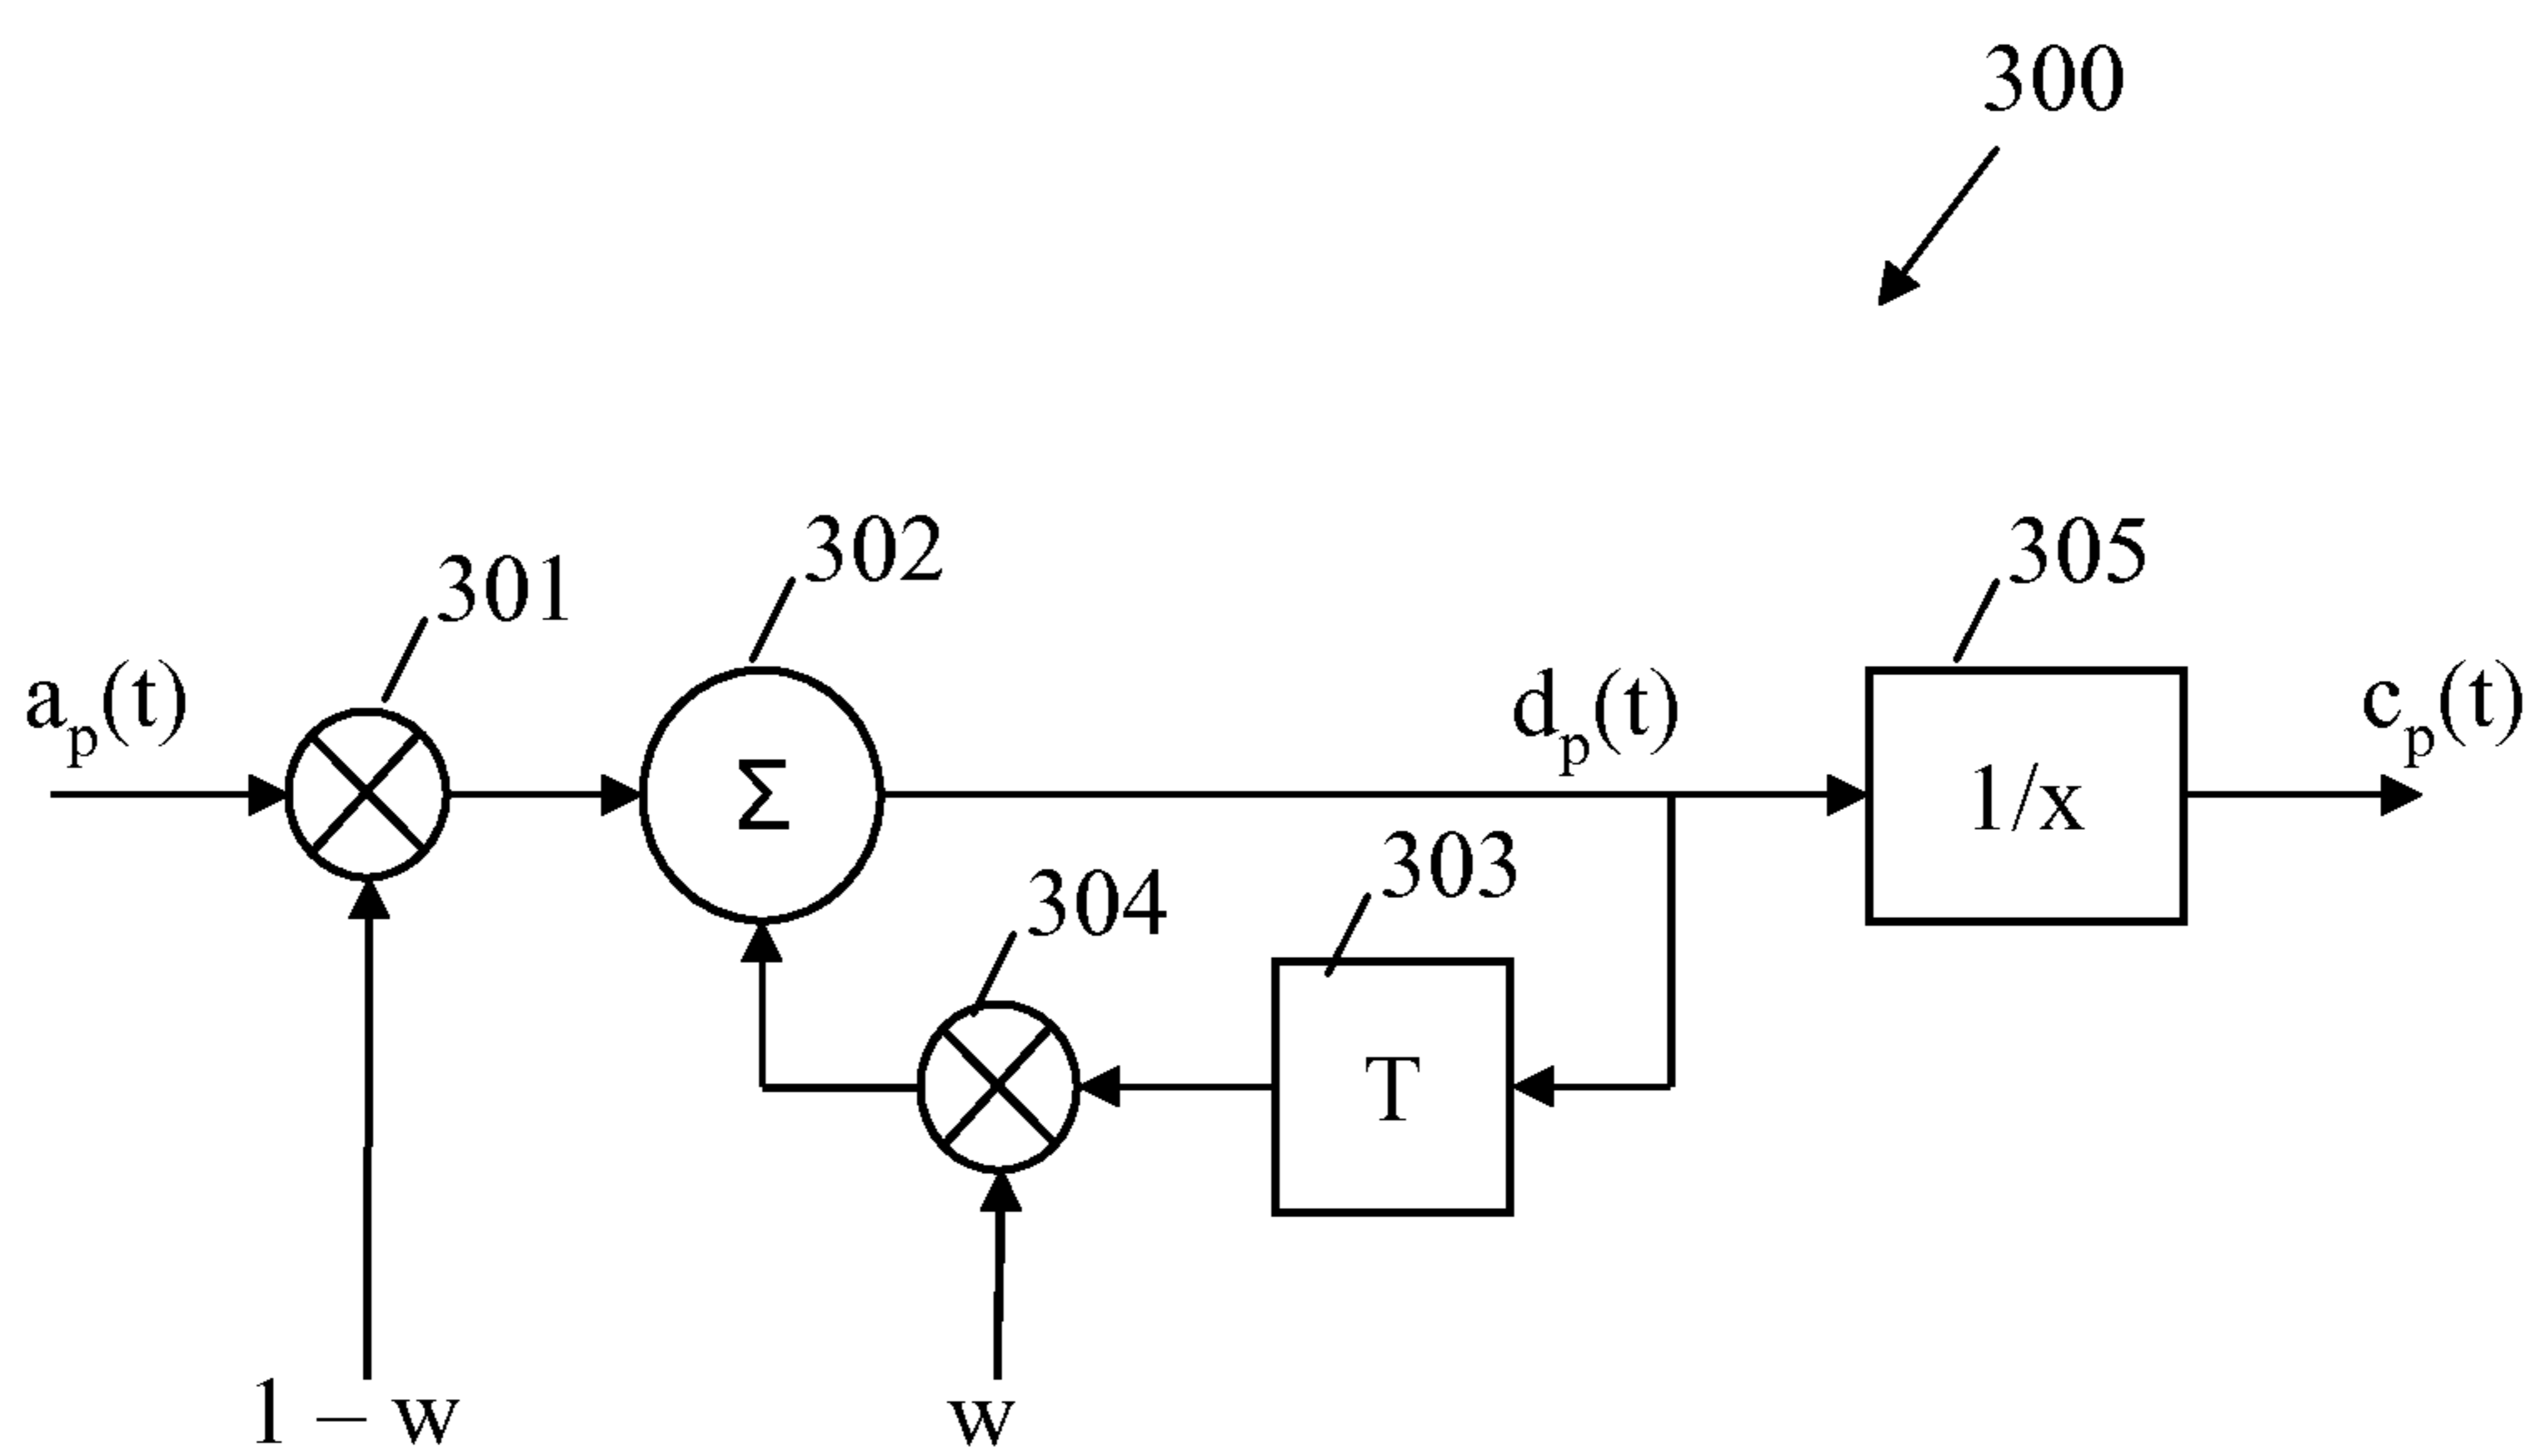 300
302
305
301
a_p(t)
d_p(t)
c_p(t)
Σ
1/x
303
304
T
1 – w
w